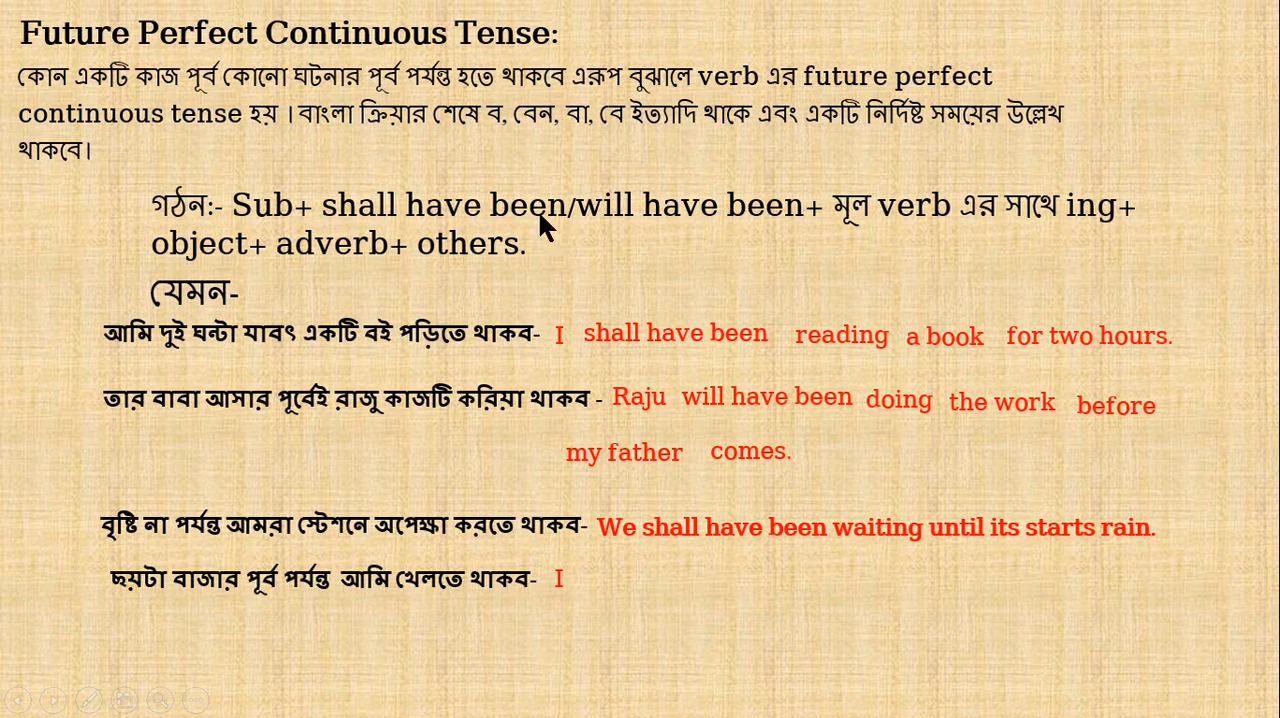 Future Perfect Continuous Tense:
কোন একটি কাজ পূর্ব কোনো ঘটনার পূর্ব পর্যন্ত হতে থাকবে এরূপ বুঝালে verb এর future perfect
continuous tense হয় । বাংলা ক্রিয়ার শেষে ব, বেন, বা, বে ইত্যাদি থাকে এবং একটি নির্দিষ্ট সময়ের উল্লেখ
থাকবে।
গঠন:- Sub+ shall have been/will have been+ মূল verb এর সাথে ing+
object+ adverb+ others.
যেমন-
আমি দুই ঘন্টা যাবৎ একটি বই পড়িতে থাকব- I shall have been reading a book for two hours.
তার বাবা আসার পূর্বেই রাজু কাজটি করিয়া থাকব - Raju will have been doing the work before
my father comes.
বৃষ্টি না পর্যন্ত আমরা স্টেশনে অপেক্ষা করতে থাকব- We shall have been waiting until its starts rain.
ছয়টা বাজার পূর্ব পর্যন্ত আমি খেলতে থাকব- I